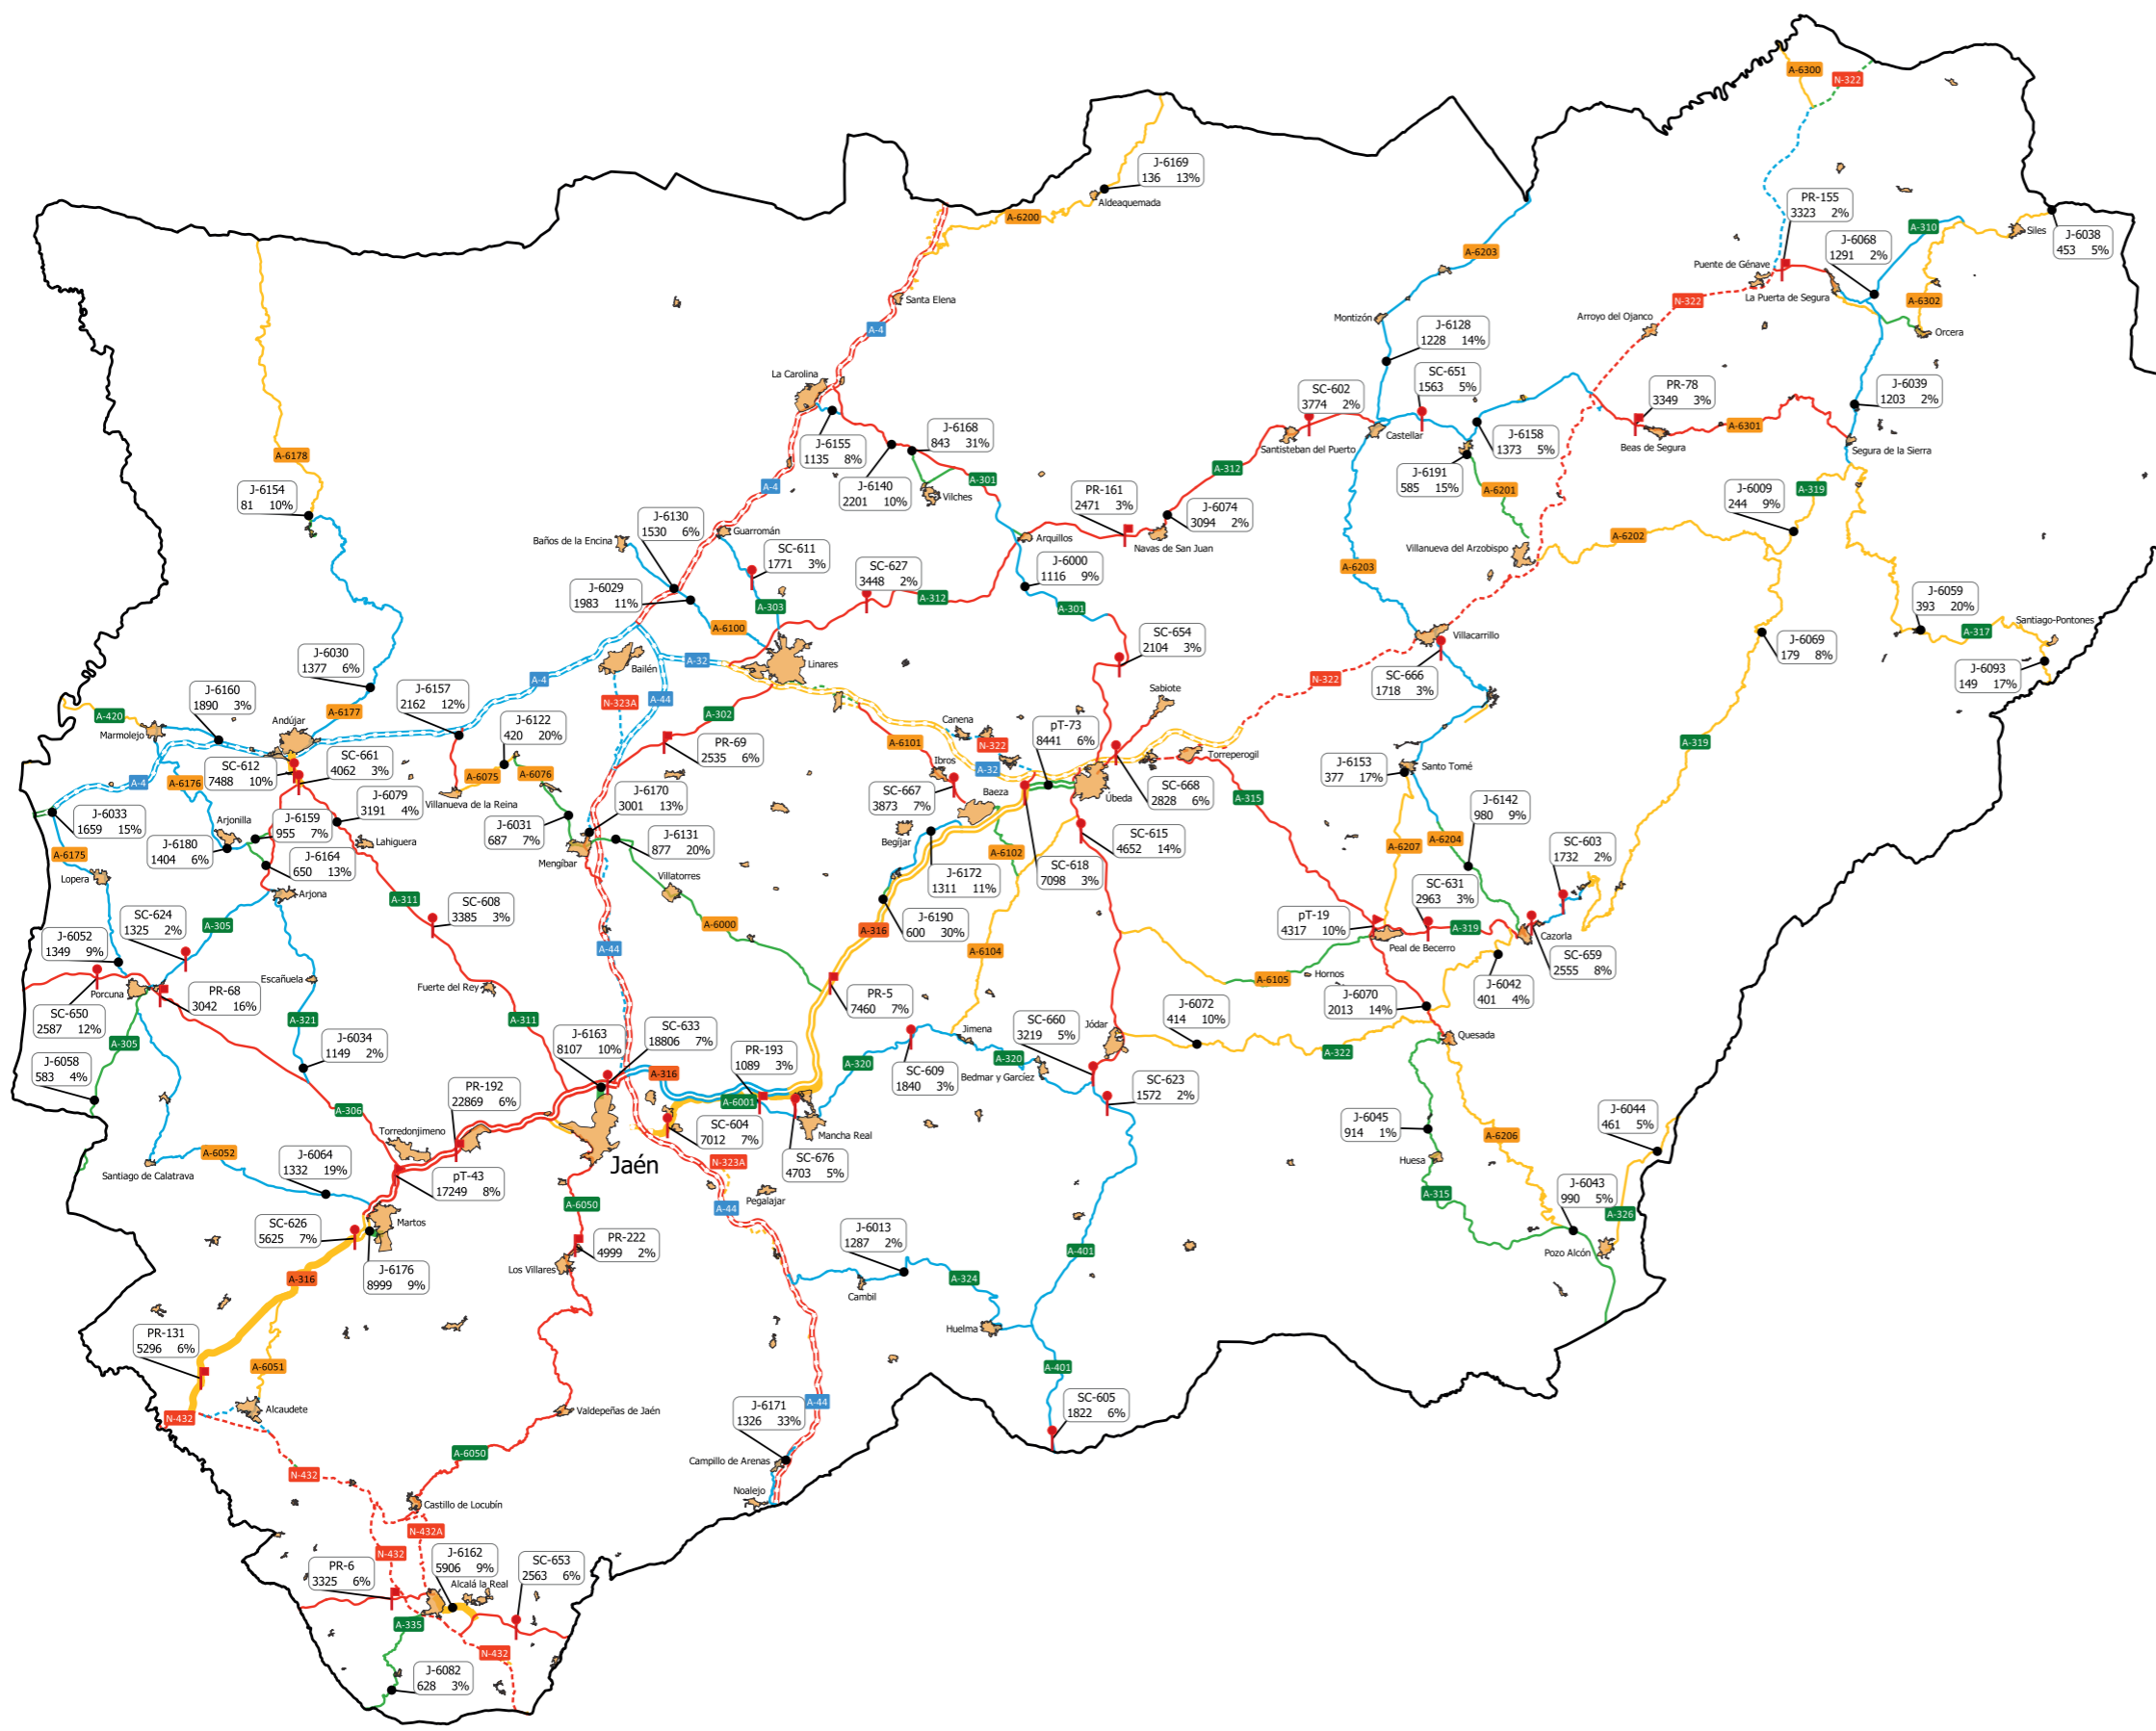 A-6300
N-322
J-6169
136 13%
Aldeaquemada
A-6200
PR-155
3323 2%
A-6203
A-310
J-6068
1291 2%
Siles
J-6038
453 5%
Puente de Génave
La Puerta de Segura
N-322
A-6302
Santa Elena
A-4
Montizón
Arroyo del Ojanco
Orcera
J-6128
1228 14%
La Carolina
SC-602
3774 2%
SC-651
1563 5%
PR-78
3349 3%
J-6039
1203 2%
J-6155
1135 8%
J-6168
843 31%
A-6301
Castellar
J-6158
1373 5%
Santisteban del Puerto
Beas de Segura
Segura de la Sierra
A-6178
A-312
A-301
J-6191
585 15%
A-6201
J-6009
244 9%
A-319
J-6154
81 10%
A-4
J-6140
2201 10%
Vilches
PR-161
2471 3%
J-6074
3094 2%
J-6130
1530 6%
Guarromán
Baños de la Encina
SC-611
1771 3%
Arquillos
Navas de San Juan
A-6202
Villanueva del Arzobispo
SC-627
3448 2%
J-6000
1116 9%
A-6203
J-6029
1983 11%
A-303
A-312
A-301
J-6059
393 20%
Santiago-Pontones
A-317
A-6100
SC-654
2104 3%
Villacarrillo
J-6069
179 8%
J-6030
1377 6%
Bailén
A-32
Linares
J-6093
149 17%
J-6160
1890 3%
J-6157
2162 12%
A-4
N-323A
A-44
N-322
SC-666
1718 3%
Sabiote
A-420
A-6177
A-302
Marmolejo
Andújar
J-6122
420 20%
Canena
pT-73
8441 6%
PR-69
2535 6%
A-6101
N-322
A-319
SC-661
4062 3%
SC-612
7488 10%
A-6075
A-6076
Ibros
A-32
Torreperogil
Santo Tomé
J-6153
377 17%
A-4
A-6176
Villanueva de la Reina
J-6170
3001 13%
SC-667
3873 7%
Baeza
Úbeda
SC-668
2828 6%
A-315
J-6079
3191 4%
J-6033
1659 15%
J-6159
955 7%
Arjonilla
J-6180
1404 6%
Lahiguera
J-6031
687 7%
Mengíbar
J-6131
877 20%
Begíjar
SC-615
4652 14%
J-6142
980 9%
A-6207
A-6204
SC-603
1732 2%
A-6175
J-6164
650 13%
Lopera
Arjona
A-6102
J-6172
1311 11%
SC-618
7098 3%
Villatorres
SC-631
2963 3%
A-311
SC-624
1325 2%
SC-608
3385 3%
J-6190
600 30%
A-6000
A-316
pT-19
4317 10%
A-319
Cazorla
Peal de Becerro
J-6052
1349 9%
A-305
A-44
A-6104
SC-659
2555 8%
Escañuela
A-6105
Hornos
Porcuna
PR-68
3042 16%
Fuerte del Rey
PR-5
7460 7%
J-6042
401 4%
SC-650
2587 12%
A-321
A-311
J-6072
414 10%
J-6070
2013 14%
A-305
J-6034
1149 2%
J-6163
8107 10%
SC-633
18806 7%
Jimena
SC-660
3219 5%
Jódar
Quesada
A-322
PR-193
1089 3%
A-320
A-320
J-6058
583 4%
A-316
SC-609
1840 3%
Bedmar y Garcíez
PR-192
22869 6%
A-6001
SC-623
1572 2%
A-306
Torredonjimeno
SC-604
7012 7%
Mancha Real
J-6045
914 1%
A-6206
J-6044
461 5%
SC-676
4703 5%
N-323A
Jaén
A-6052
J-6064
1332 19%
Huesa
Santiago de Calatrava
pT-43
17249 8%
Pegalajar
A-315
J-6043
990 5%
A-6050
A-44
A-326
SC-626
5625 7%
Martos
J-6013
1287 2%
PR-222
4999 2%
A-401
Pozo Alcón
Los Villares
J-6176
8999 9%
A-316
A-324
Cambil
Huelma
PR-131
5296 6%
A-6051
A-401
SC-605
1822 6%
J-6171
1326 33%
A-44
N-432
Alcaudete
Valdepeñas de Jaén
A-6050
Campillo de Arenas
N-432
Noalejo
Castillo de Locubín
N-432A
N-432
J-6162
5906 9%
PR-6
3325 6%
SC-653
2563 6%
Alcalá la Real
A-335
N-432
J-6082
628 3%